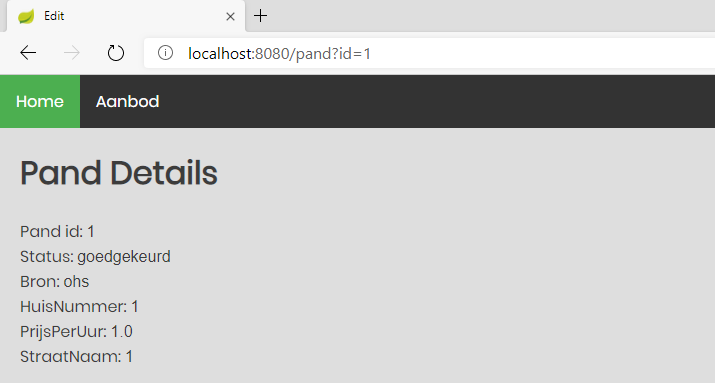 Edit
localhost:8080/pand?id=1
Home Aanbod
Pand Details
Pand id: 1
Status: goedgekeurd
Bron: ohs
HuisNummer: 1
PrijsPerUur: 1.0
StraatNaam: 1